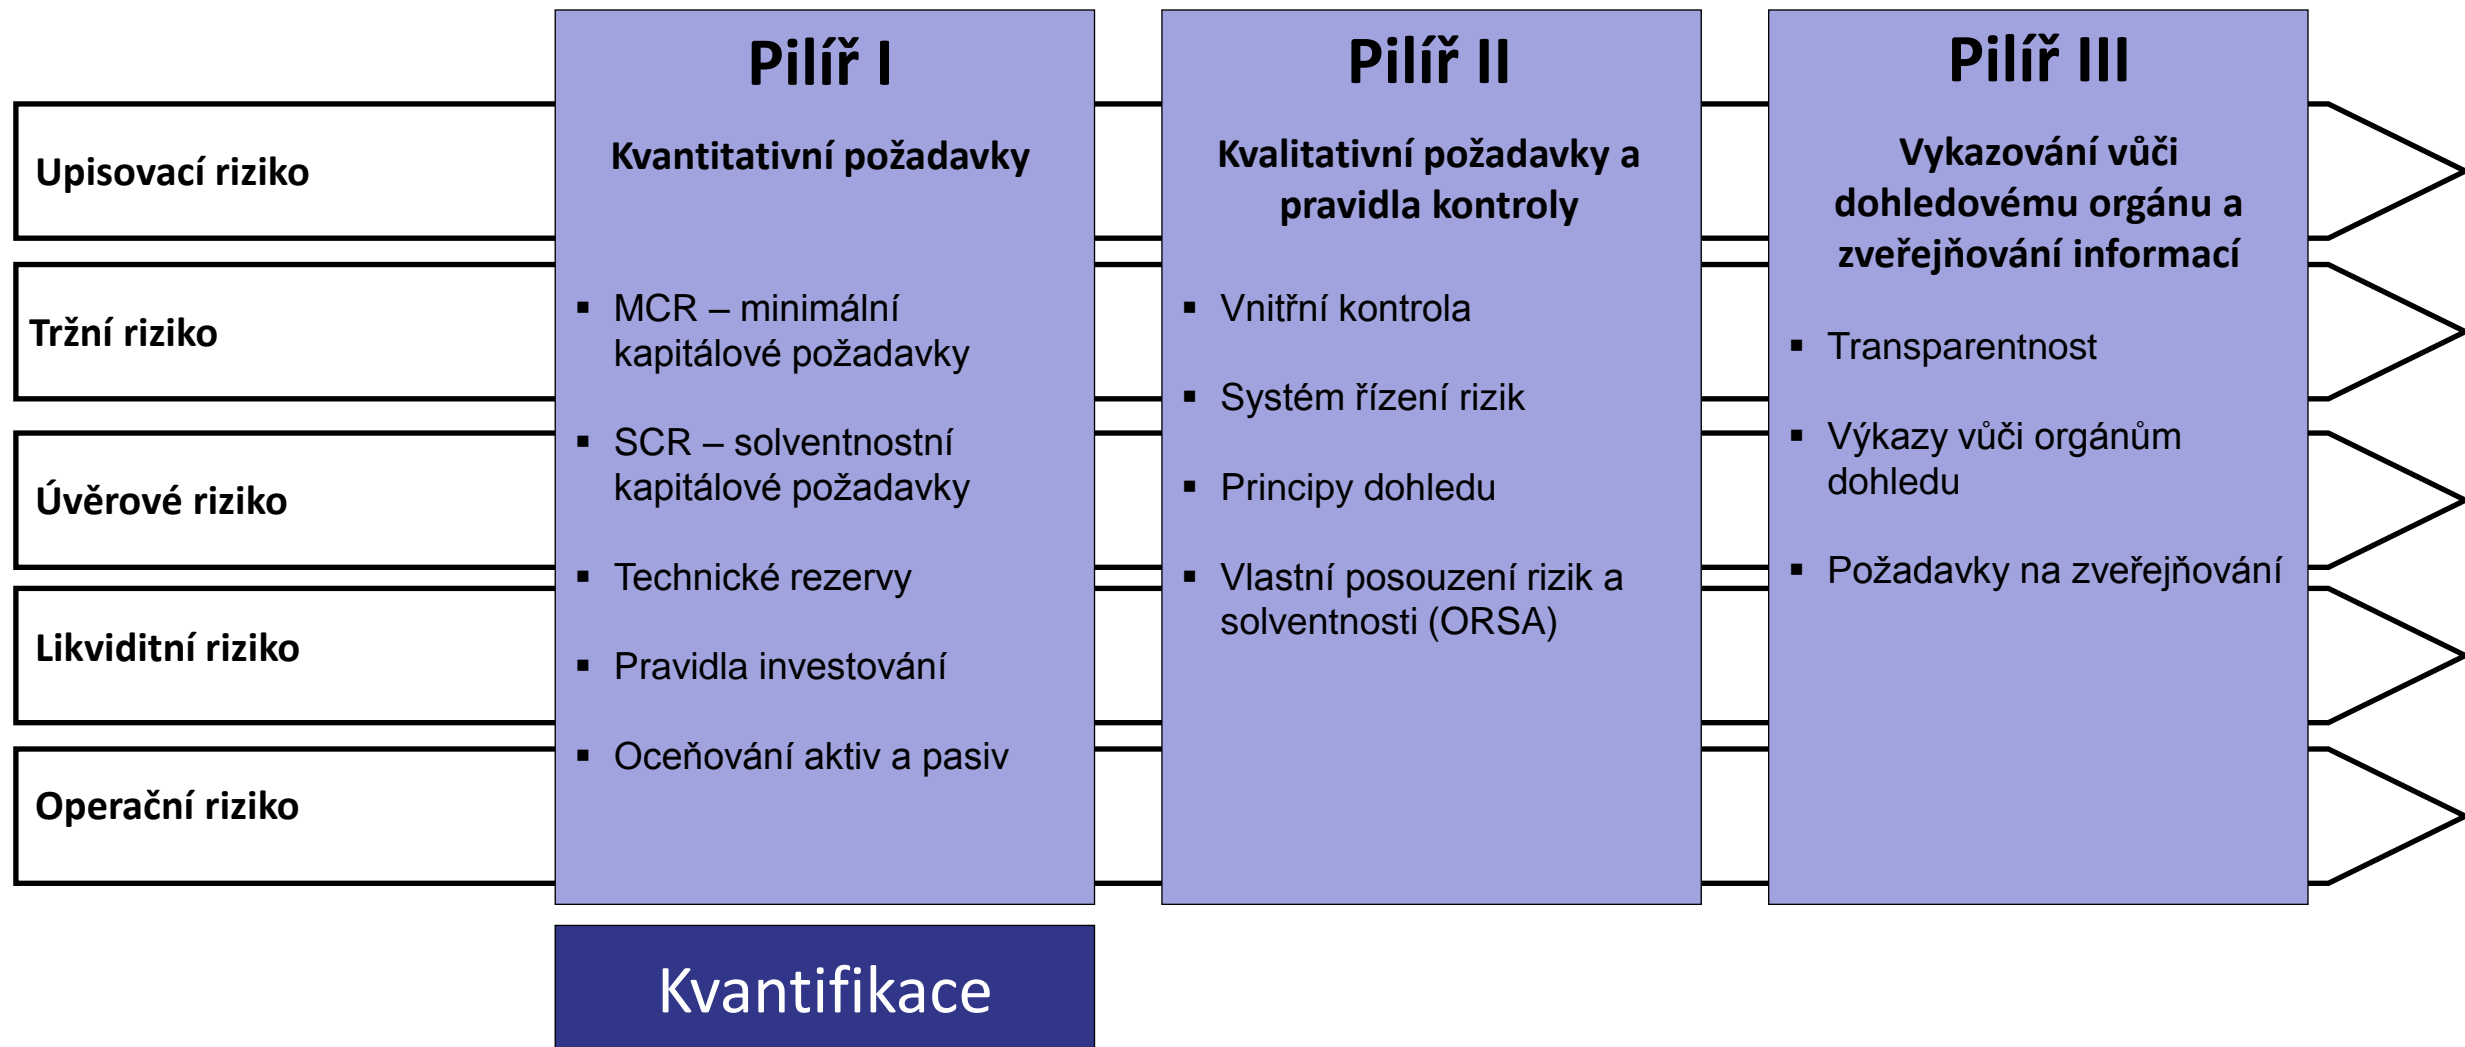 Upisovací riziko
Tržní riziko
Úvěrové riziko
Likviditní riziko
Operační riziko
Pilíř I
Kvantitativní požadavky
▪ MCR – minimální
kapitálové požadavky
▪ SCR – solventnostní
kapitálové požadavky
▪ Technické rezervy
▪ Pravidla investování
▪ Oceňování aktiv a pasiv
Kvantifikace
Pilíř II
Kvalitativní požadavky a
pravidla kontroly
▪ Vnitřní kontrola
▪ Systém řízení rizik
▪ Principy dohledu
▪ Vlastní posouzení rizik a
solventnosti (ORSA)
Pilíř III
Vykazování vůči
dohledovému orgánu a
zveřejňování informací
▪ Transparentnost
▪ Výkazy vůči orgánům
dohledu
▪ Požadavky na zveřejňování